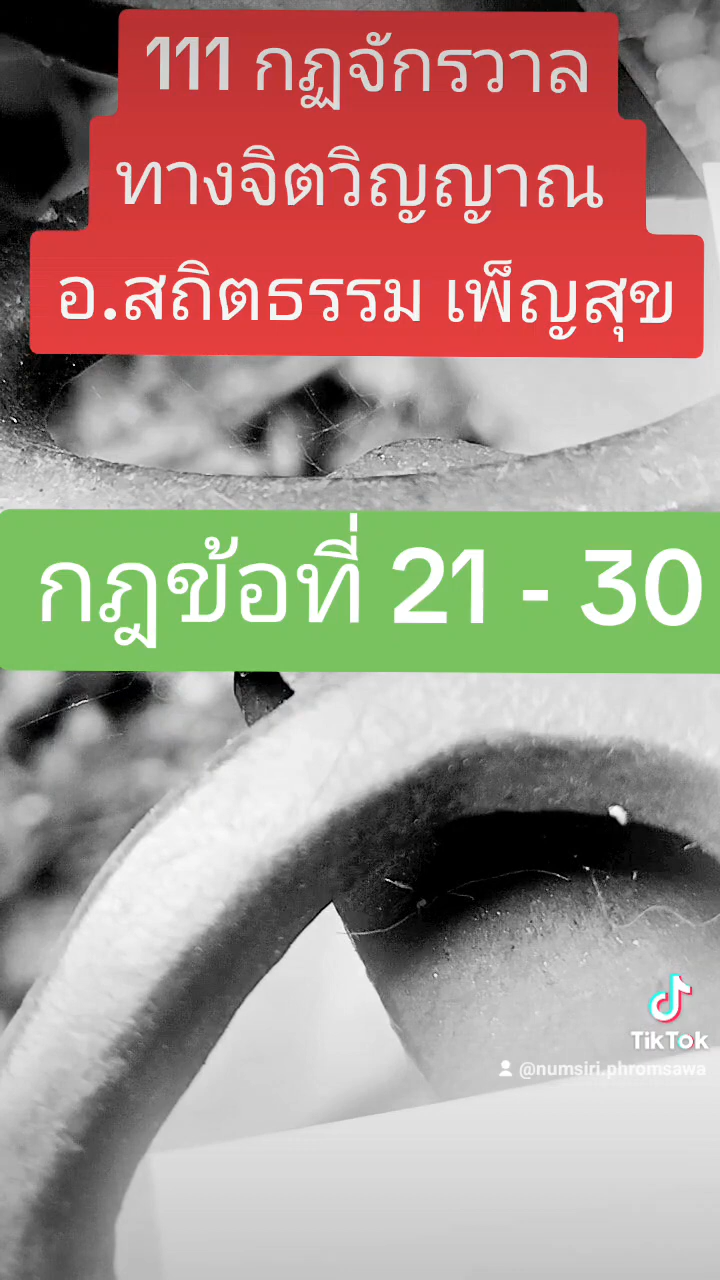 111 กฏจักรวาล
ทางจิตวิญญาณ
อ.สถิตธรรม เพ็ญสุข
กฎข้อที่ 21 - 30
TikTok
@numsiri.phromsawa